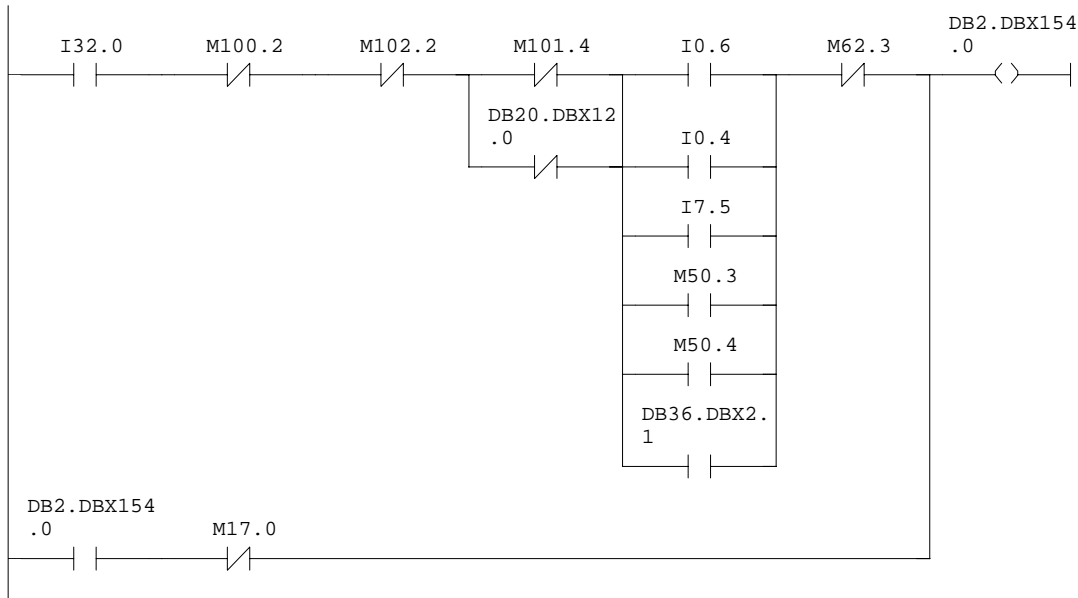 DB2.DBX154
I32.0 M100.2 M102.2 M101.4 I0.6 M62.3 .0
DB20.DBX12
.0 I0.4
I7.5
M50.3
M50.4
DB36.DBX2.
1
DB2.DBX154
.0 M17.0